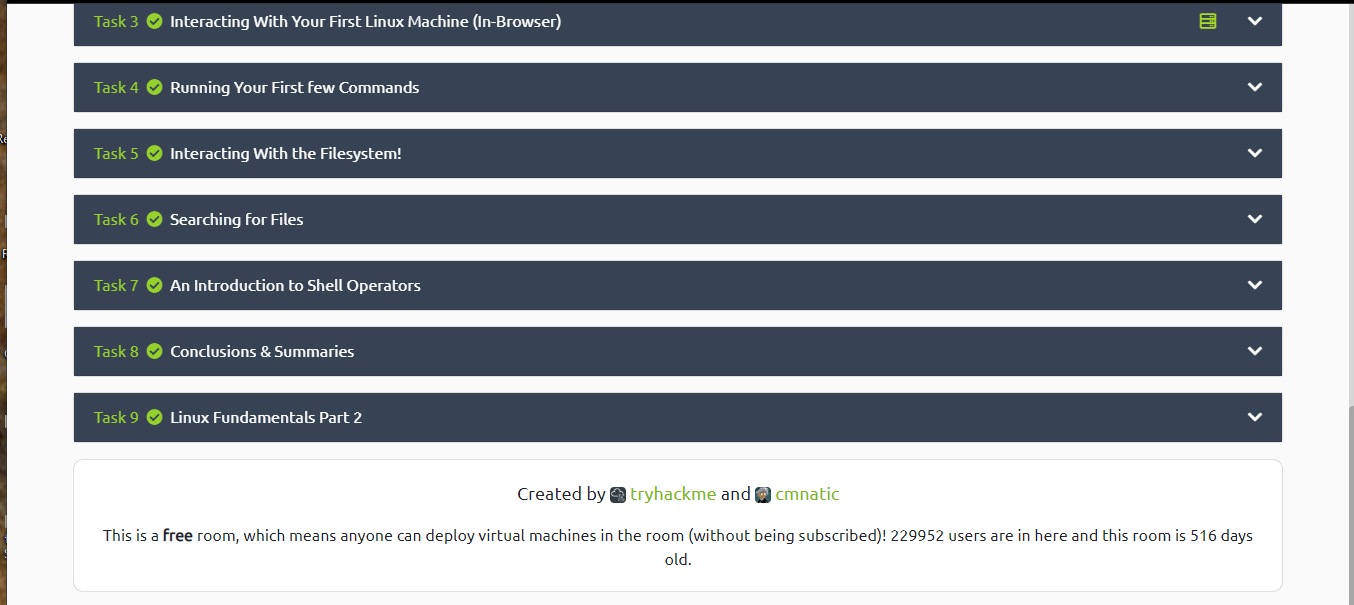 Task 3 Interacting With Your First Linux Machine (In-Browser)
Task 4 Running Your First few Commands
Task 5 Interacting With the Filesystem!
Task 6 Searching for Files
Task 7 An Introduction to Shell Operators
Task 8 Conclusions & Summaries
Task 9 Linux Fundamentals Part 2
Created by tryhackme and cmnatic
This is a free room, which means anyone can deploy virtual machines in the room (without being subscribed)! 229952 users are in here and this room is 516 days
old.